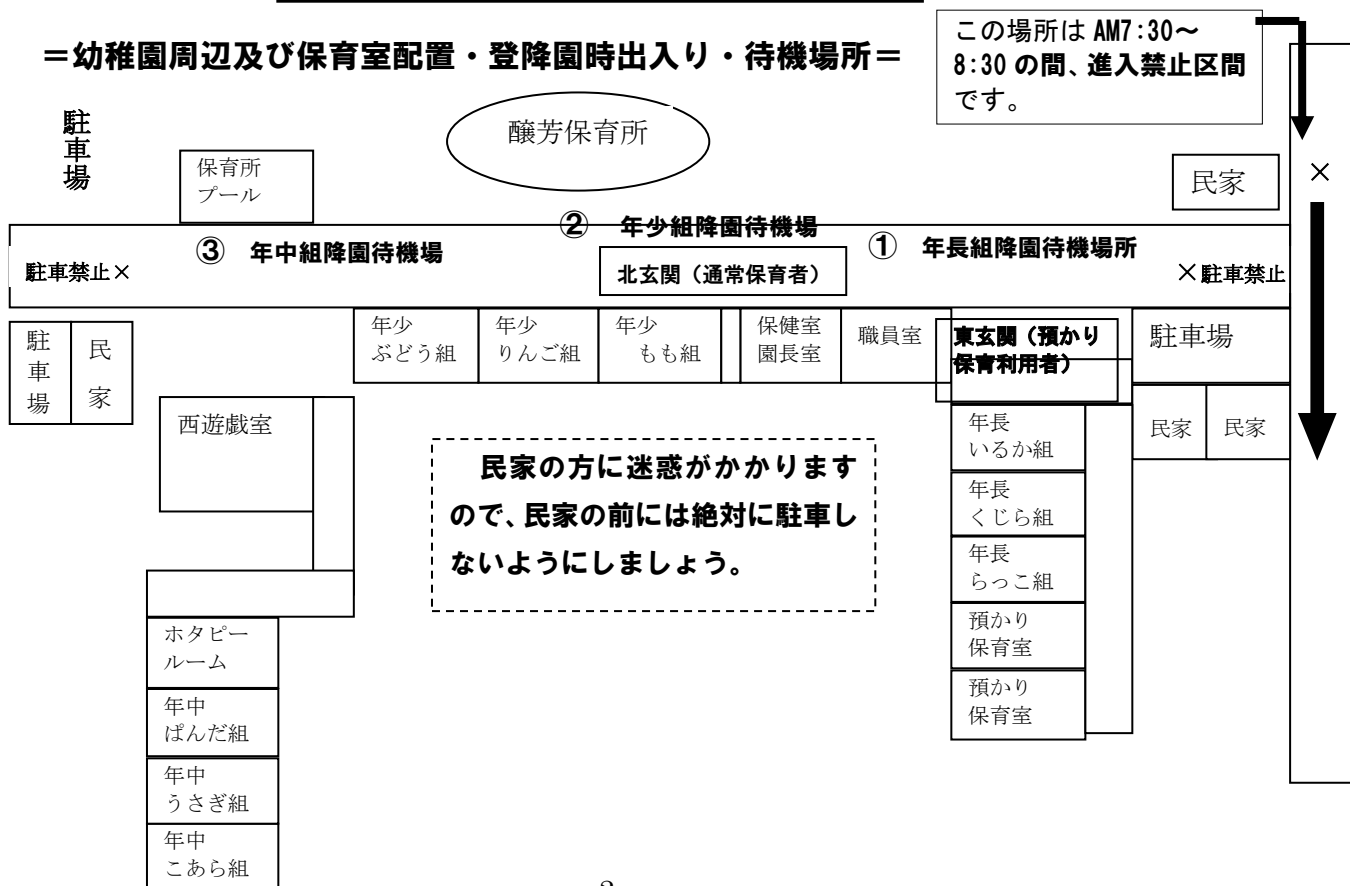 ＝幼稚園周辺及び保育室配置・登降園時出入り・待機場所＝
この場所は AM7:30～
8:30 の間、進入禁止区間
です。
駐車場
醸芳保育所
保育所
プール
民家
×
② 年少組降園待機場
③ 年中組降園待機場
① 年長組降園待機場所
駐車禁止×
北玄関（通常保育者）
×駐車禁止
駐車場
民家
年少
ぶどう組
年少
りんご組
年少
もも組
保健室
園長室
職員室
東玄関（預かり
保育利用者）
駐車場
民家
民家
西遊戯室
年長
いるか組
年長
くじら組
年長
らっこ組
預かり
保育室
預かり
保育室
民家の方に迷惑がかかります
ので、民家の前には絶対に駐車し
ないようにしましょう。
ホタピー
ルーム
年中
ぱんだ組
年中
うさぎ組
年中
こあら組